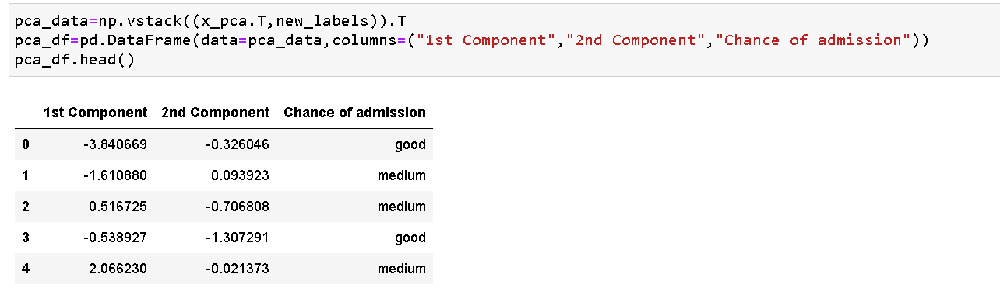 pca_data=np.vstack((x_pca.T,new_labels)).T
pca_df=pd.DataFrame(data=pca_data,columns=("1st Component","2nd Component","Chance of admission"))
pca_df.head()
1st Component 2nd Component Chance of admission
0 -3.840669 -0.326046 good
1 -1.610880 0.093923 medium
2 0.516725 -0.706808 medium
3 -0.538927 -1.307291 good
4 2.066230 -0.021373 medium